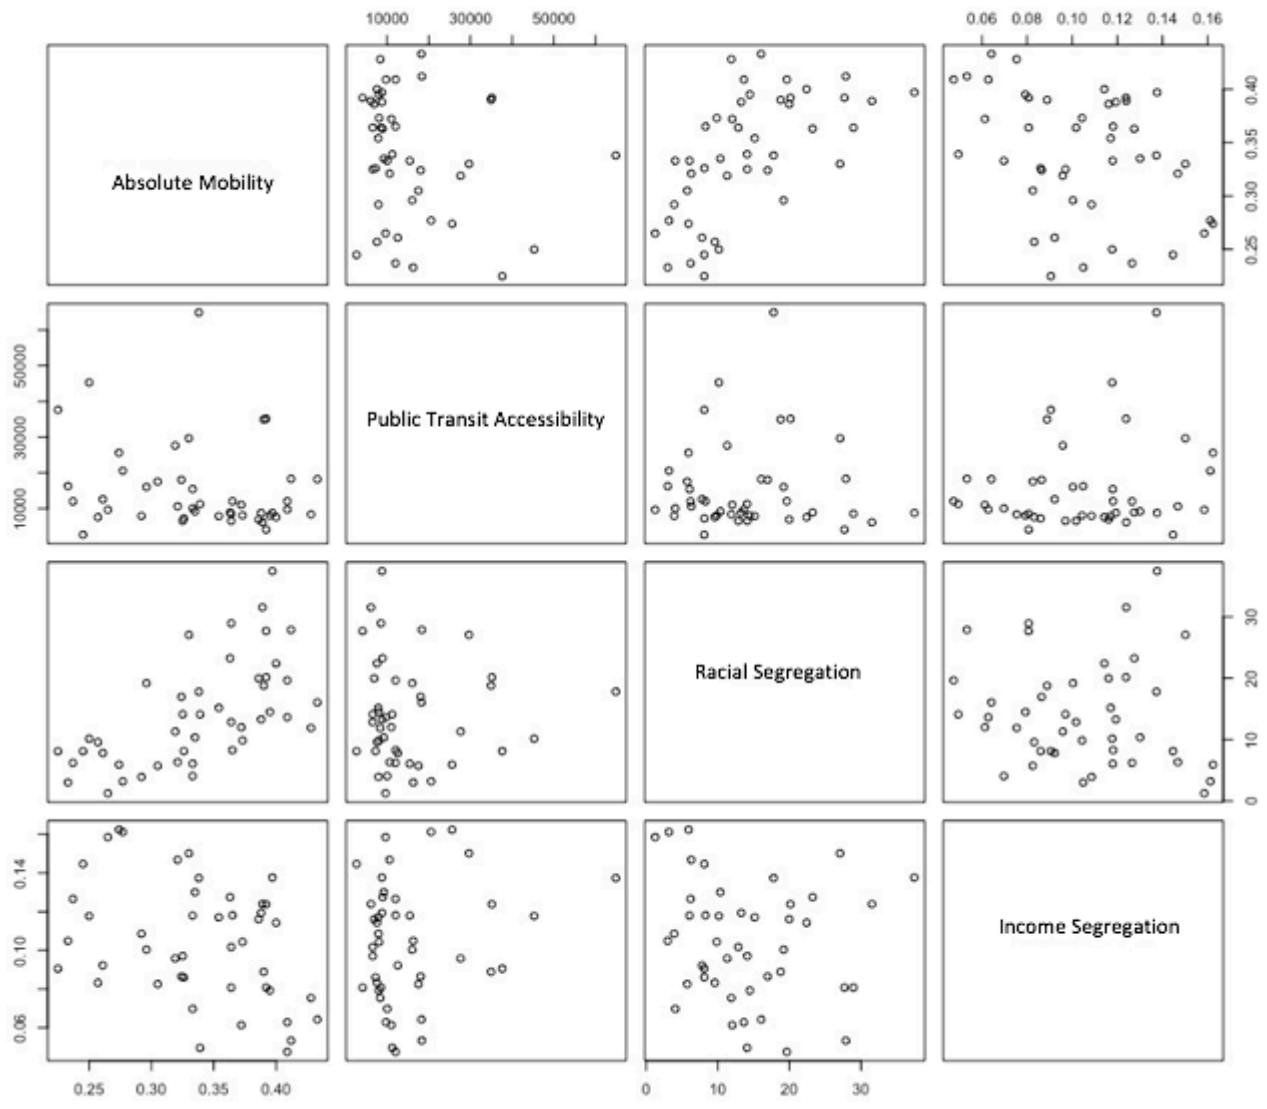 10000 30000 50000 0.06 0.08 0.10 0.12 0.14 0.16
Absolute Mobility
0.25 0.30 0.35 0.40
10000 30000 50000
Public Transit Accessibility
Racial Segregation
0 10 20 30
0.06 0.10 0.14
Income Segregation
0.25 0.30 0.35 0.40 0 10 20 30